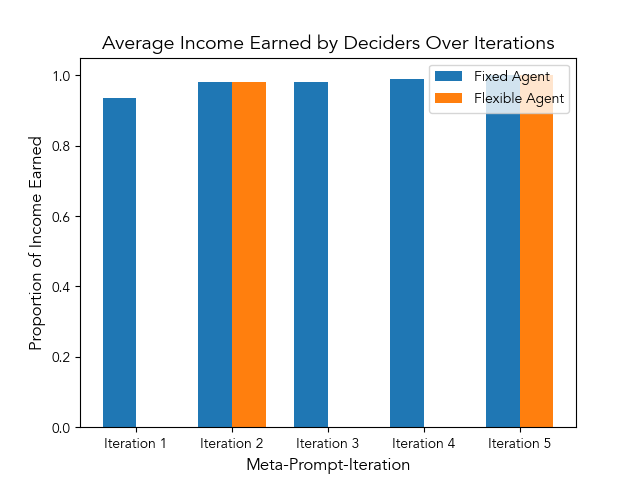 Average Income Earned by Deciders Over Iterations
Fixed Agent
Flexible Agent
1.0
0.8
0.6
0.4
0.2
0.0
Proportion of Income Earned
Iteration 1
Iteration 2
Iteration 3
Iteration 4
Iteration 5
Meta-Prompt-Iteration